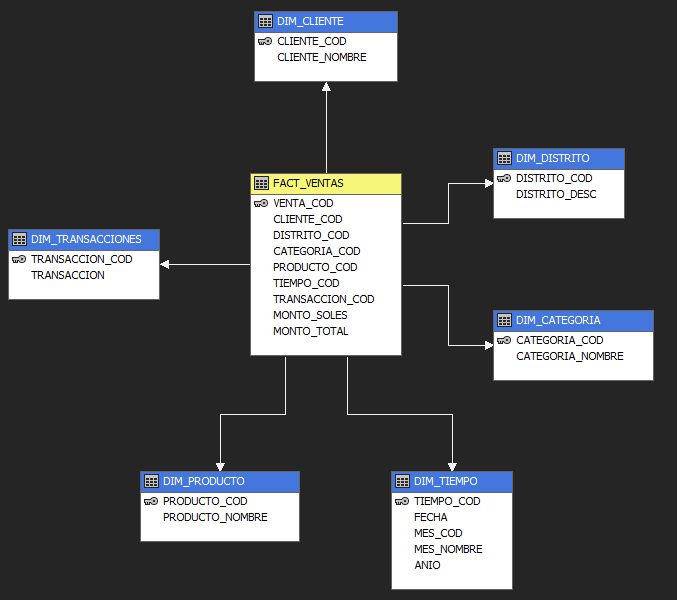 DIM_CLIENTE
CLIENTE_COD
CLIENTE_NOMBRE
DIM_DISTRITO
DISTRITO_COD
DISTRITO_DESC
FACT_VENTAS
VENTA_COD
CLIENTE_COD
DISTRITO_COD
CATEGORIA_COD
PRODUCTO_COD
TIEMPO_COD
TRANSACCION_COD
MONTO_SOLES
MONTO_TOTAL
DIM_TRANSACCIONES
TRANSACCION_COD
TRANSACCION
DIM_CATEGORIA
CATEGORIA_COD
CATEGORIA_NOMBRE
DIM_PRODUCTO
PRODUCTO_COD
PRODUCTO_NOMBRE
DIM_TIEMPO
TIEMPO_COD
FECHA
MES_COD
MES_NOMBRE
ANIO